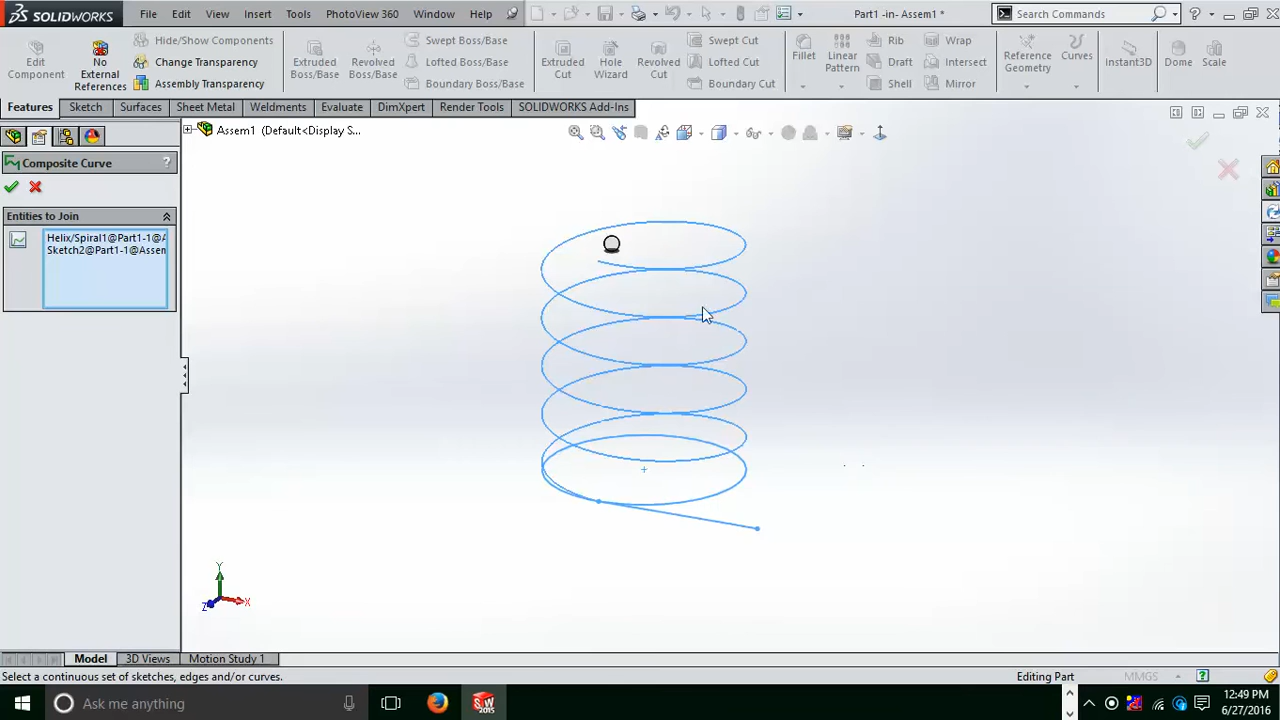 SOLIDWORKS
File Edit View Insert Tools PhotoView 360 Window Help
Part1 -in- Assem1 *
Search Commands
Edit Component
No External References
Hide/Show Components
Change Transparency
Assembly Transparency
Extruded Boss/Base
Revolved Boss/Base
Swept Boss/Base
Lofted Boss/Base
Boundary Boss/Base
Extruded Cut
Hole Wizard
Revolved Cut
Swept Cut
Lofted Cut
Boundary Cut
Fillet
Linear Pattern
Rib
Draft
Shell
Wrap
Intersect
Mirror
Reference Geometry
Curves
Instant3D
Dome
Scale
Features Sketch Surfaces Sheet Metal Weldments Evaluate DimXpert Render Tools SOLIDWORKS Add-Ins
Assem1 (Default<Display S...
Composite Curve
?
Entities to Join
Helix/Spiral1@Part1-1@A
Sketch2@Part1-1@Assem
Y
Z
X
Model 3D Views Motion Study 1
Select a continuous set of sketches, edges and/or curves.
Editing Part
MMGS
Ask me anything
SW
2015
12:49 PM
6/27/2016